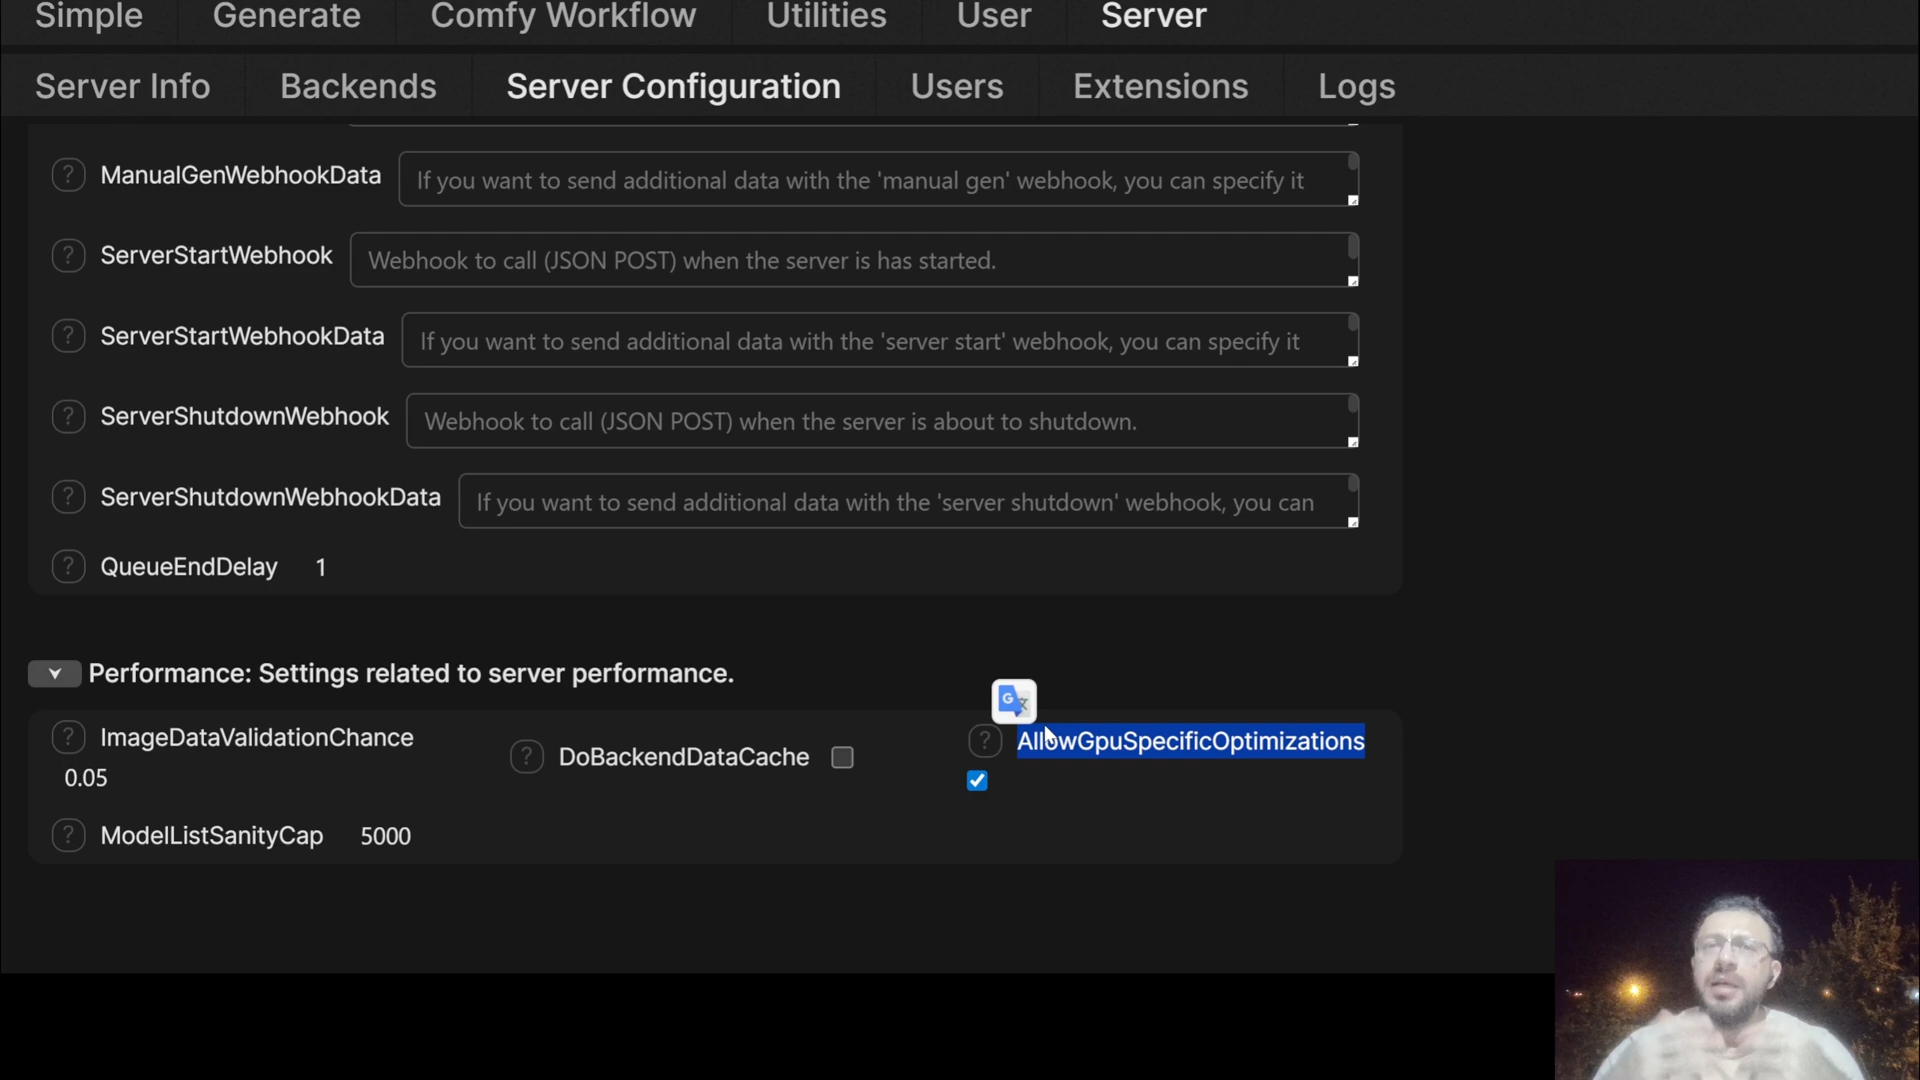 Simple Generate Comfy Workflow Utilities User Server
Server Info Backends Server Configuration Users Extensions Logs
? ManualGenWebhookData If you want to send additional data with the 'manual gen' webhook, you can specify it
? ServerStartWebhook Webhook to call (JSON POST) when the server is has started.
? ServerStartWebhookData If you want to send additional data with the 'server start' webhook, you can specify it
? ServerShutdownWebhook Webhook to call (JSON POST) when the server is about to shutdown.
? ServerShutdownWebhookData If you want to send additional data with the 'server shutdown' webhook, you can
? QueueEndDelay 1
Performance: Settings related to server performance.
? ImageDataValidationChance
0.05
? DoBackendDataCache
? AllowGpuSpecificOptimizations
? ModelListSanityCap 5000